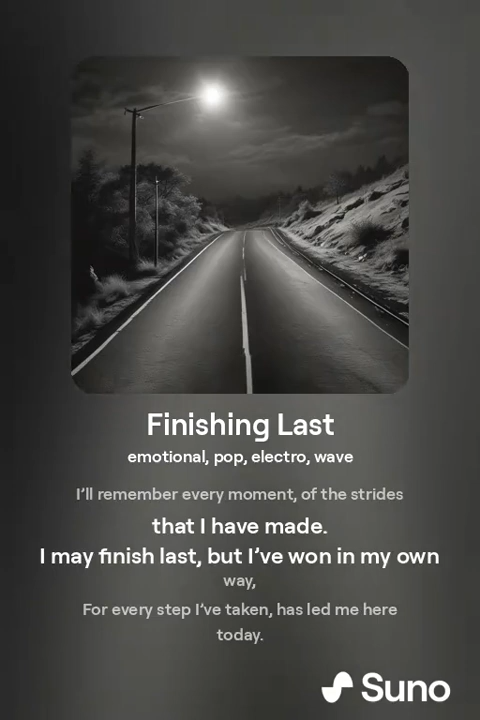 Finishing Last
emotional, pop, electro, wave
I'll remember every moment, of the strides
that I have made.
I may finish last, but I've won in my own
way,
For every step I've taken, has led me here
today.
Suno